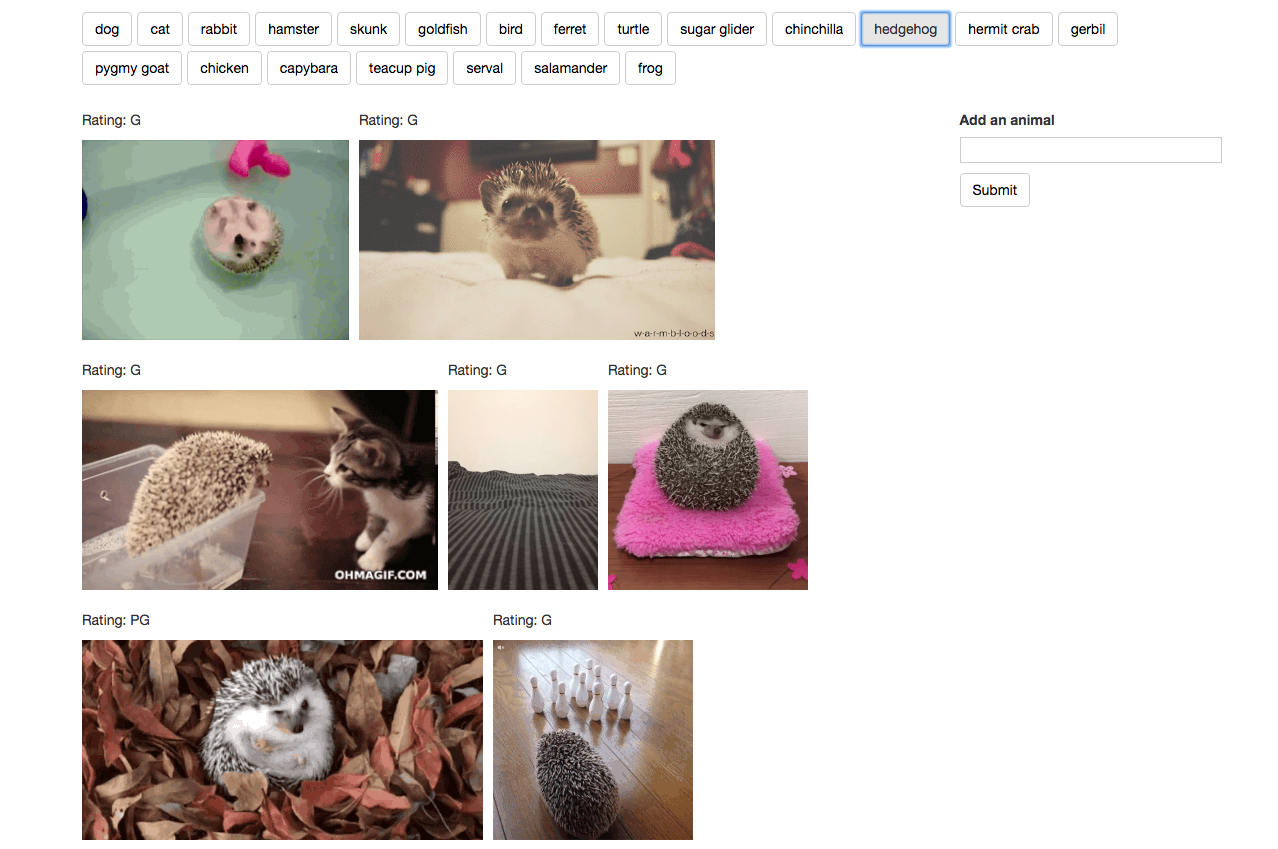 dog cat rabbit hamster skunk goldfish bird ferret turtle sugar glider chinchilla hedgehog hermit crab gerbil
pygmy goat chicken capybara teacup pig serval salamander frog
Rating: G Rating: G Add an animal
Submit
w-a-r-m-b-l-o-o-d-s
Rating: G Rating: G Rating: G
OHMAGIF.COM
Rating: PG Rating: G